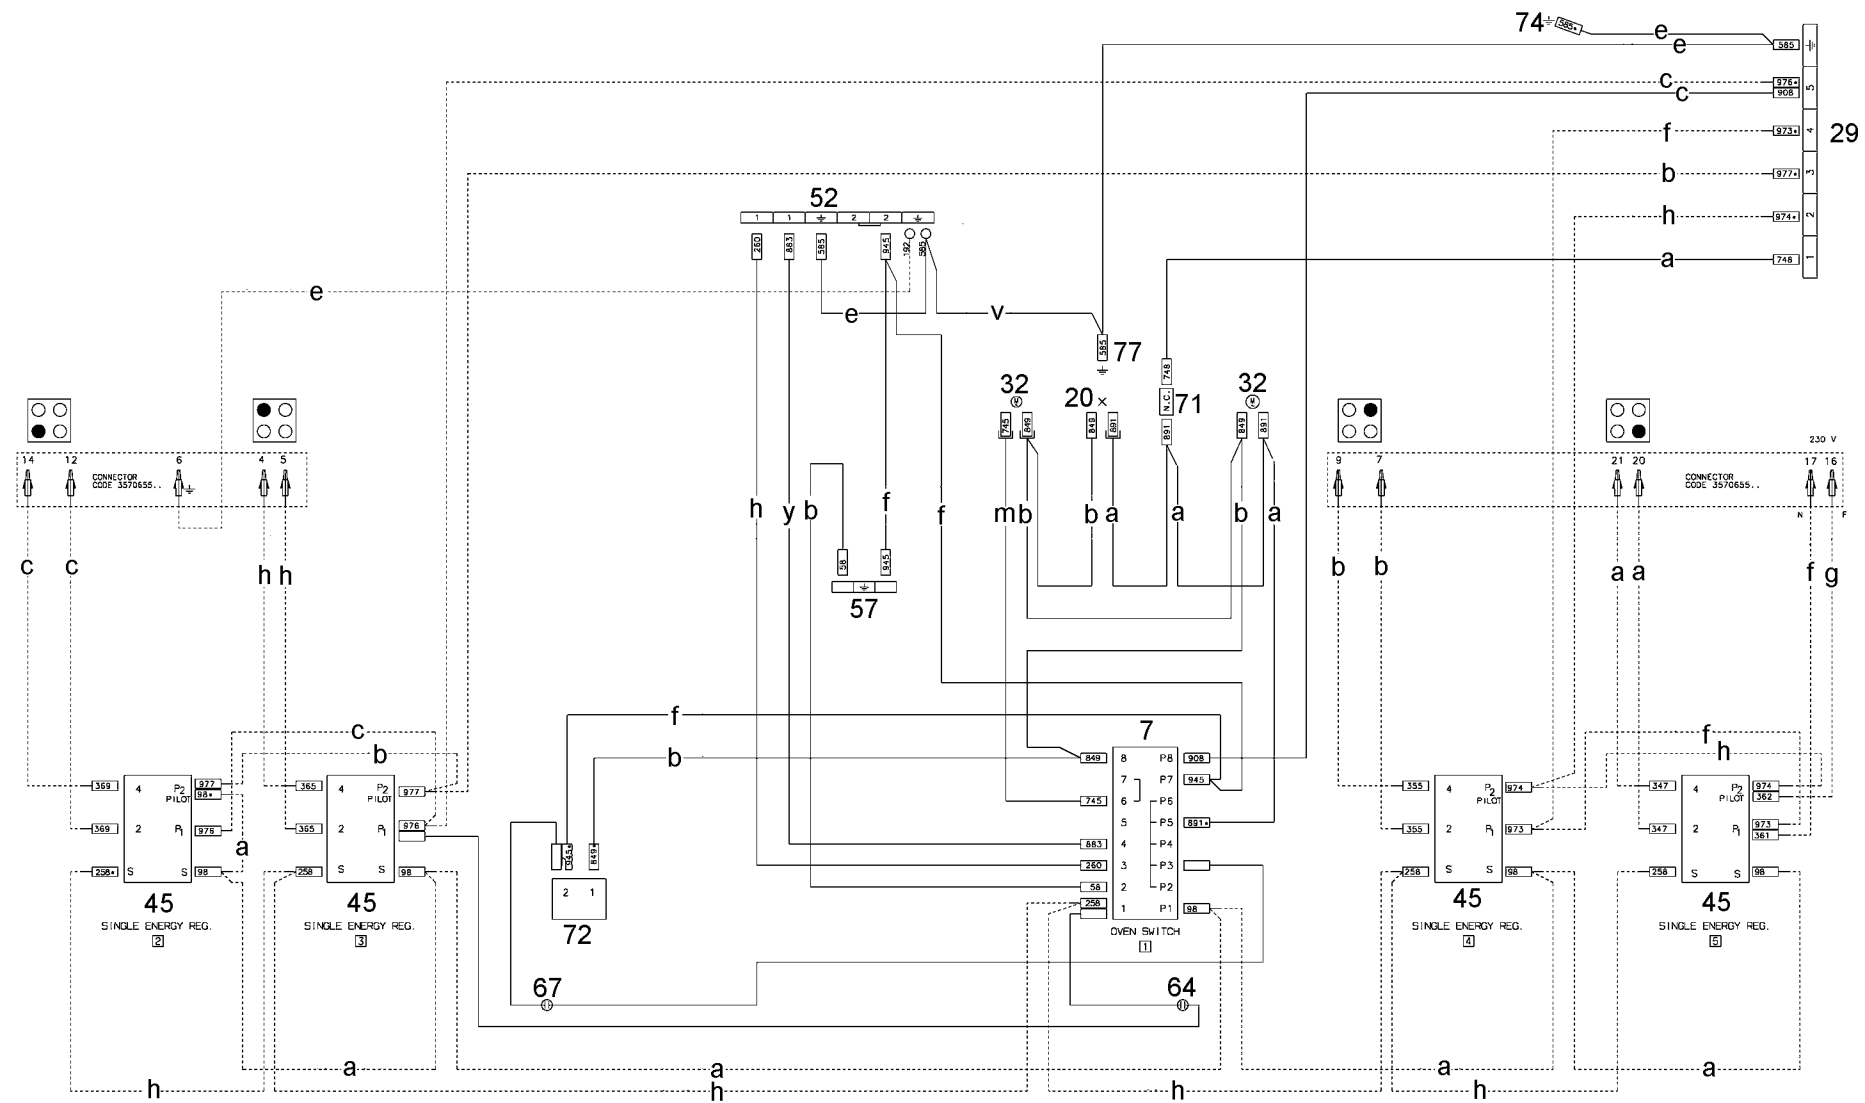 74 585•
e
e 585
c 976• 5
c 908
f 973• 4 29
b 977• 3
h 974• 2
a 748 1
52
1 1 2 2
260 883 585 945 192 585
e
e v
585 77
32 20 x 748 32
N.C. 71
745 849 849 891 891 849 891
230 V
14 12 6 4 5
CONNECTOR
CODE 3570655..
9 7 21 20 17 16
CONNECTOR
CODE 3570655..
N F
h y b f f m b b a a b a
58 945
57
c c h h
b b a a f g
f 7
c b b
f h
369 4 P2 977
PILOT 98•
369 2 P1 976
a
258• S S 98
45
SINGLE ENERGY REG.
2
365 4 P2 977
PILOT
365 2 P1 976
258 S S 98
45
SINGLE ENERGY REG.
3
945• 849•
2 1
72
849 8 P8 908
7 P7 945
745 6 P6
5 P5 891•
883 4 P4
260 3 P3
58 2 P2
258 1 P1 98
OVEN SWITCH
1
355 4 P2 974
PILOT
355 2 P1 973
258 S S 98
45
SINGLE ENERGY REG.
4
347 4 P2 974
PILOT 362
347 2 P1 973
361
258 S S 98
45
SINGLE ENERGY REG.
5
67 64
a a a a
h h h h